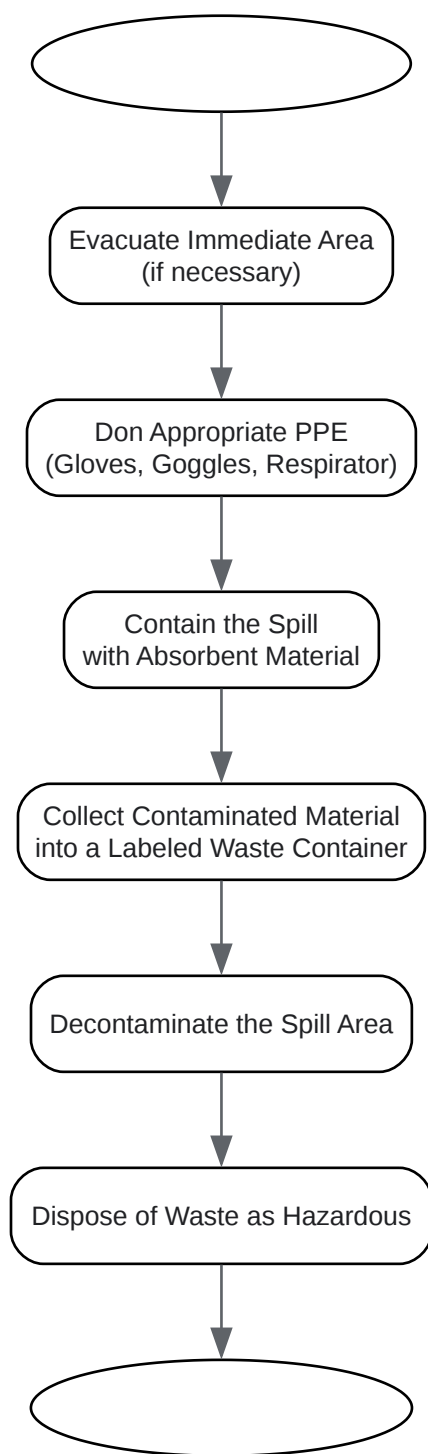 Evacuate Immediate Area
(if necessary)
Don Appropriate PPE
(Gloves, Goggles, Respirator)
Contain the Spill
with Absorbent Material
Collect Contaminated Material
into a Labeled Waste Container
Decontaminate the Spill Area
Dispose of Waste as Hazardous